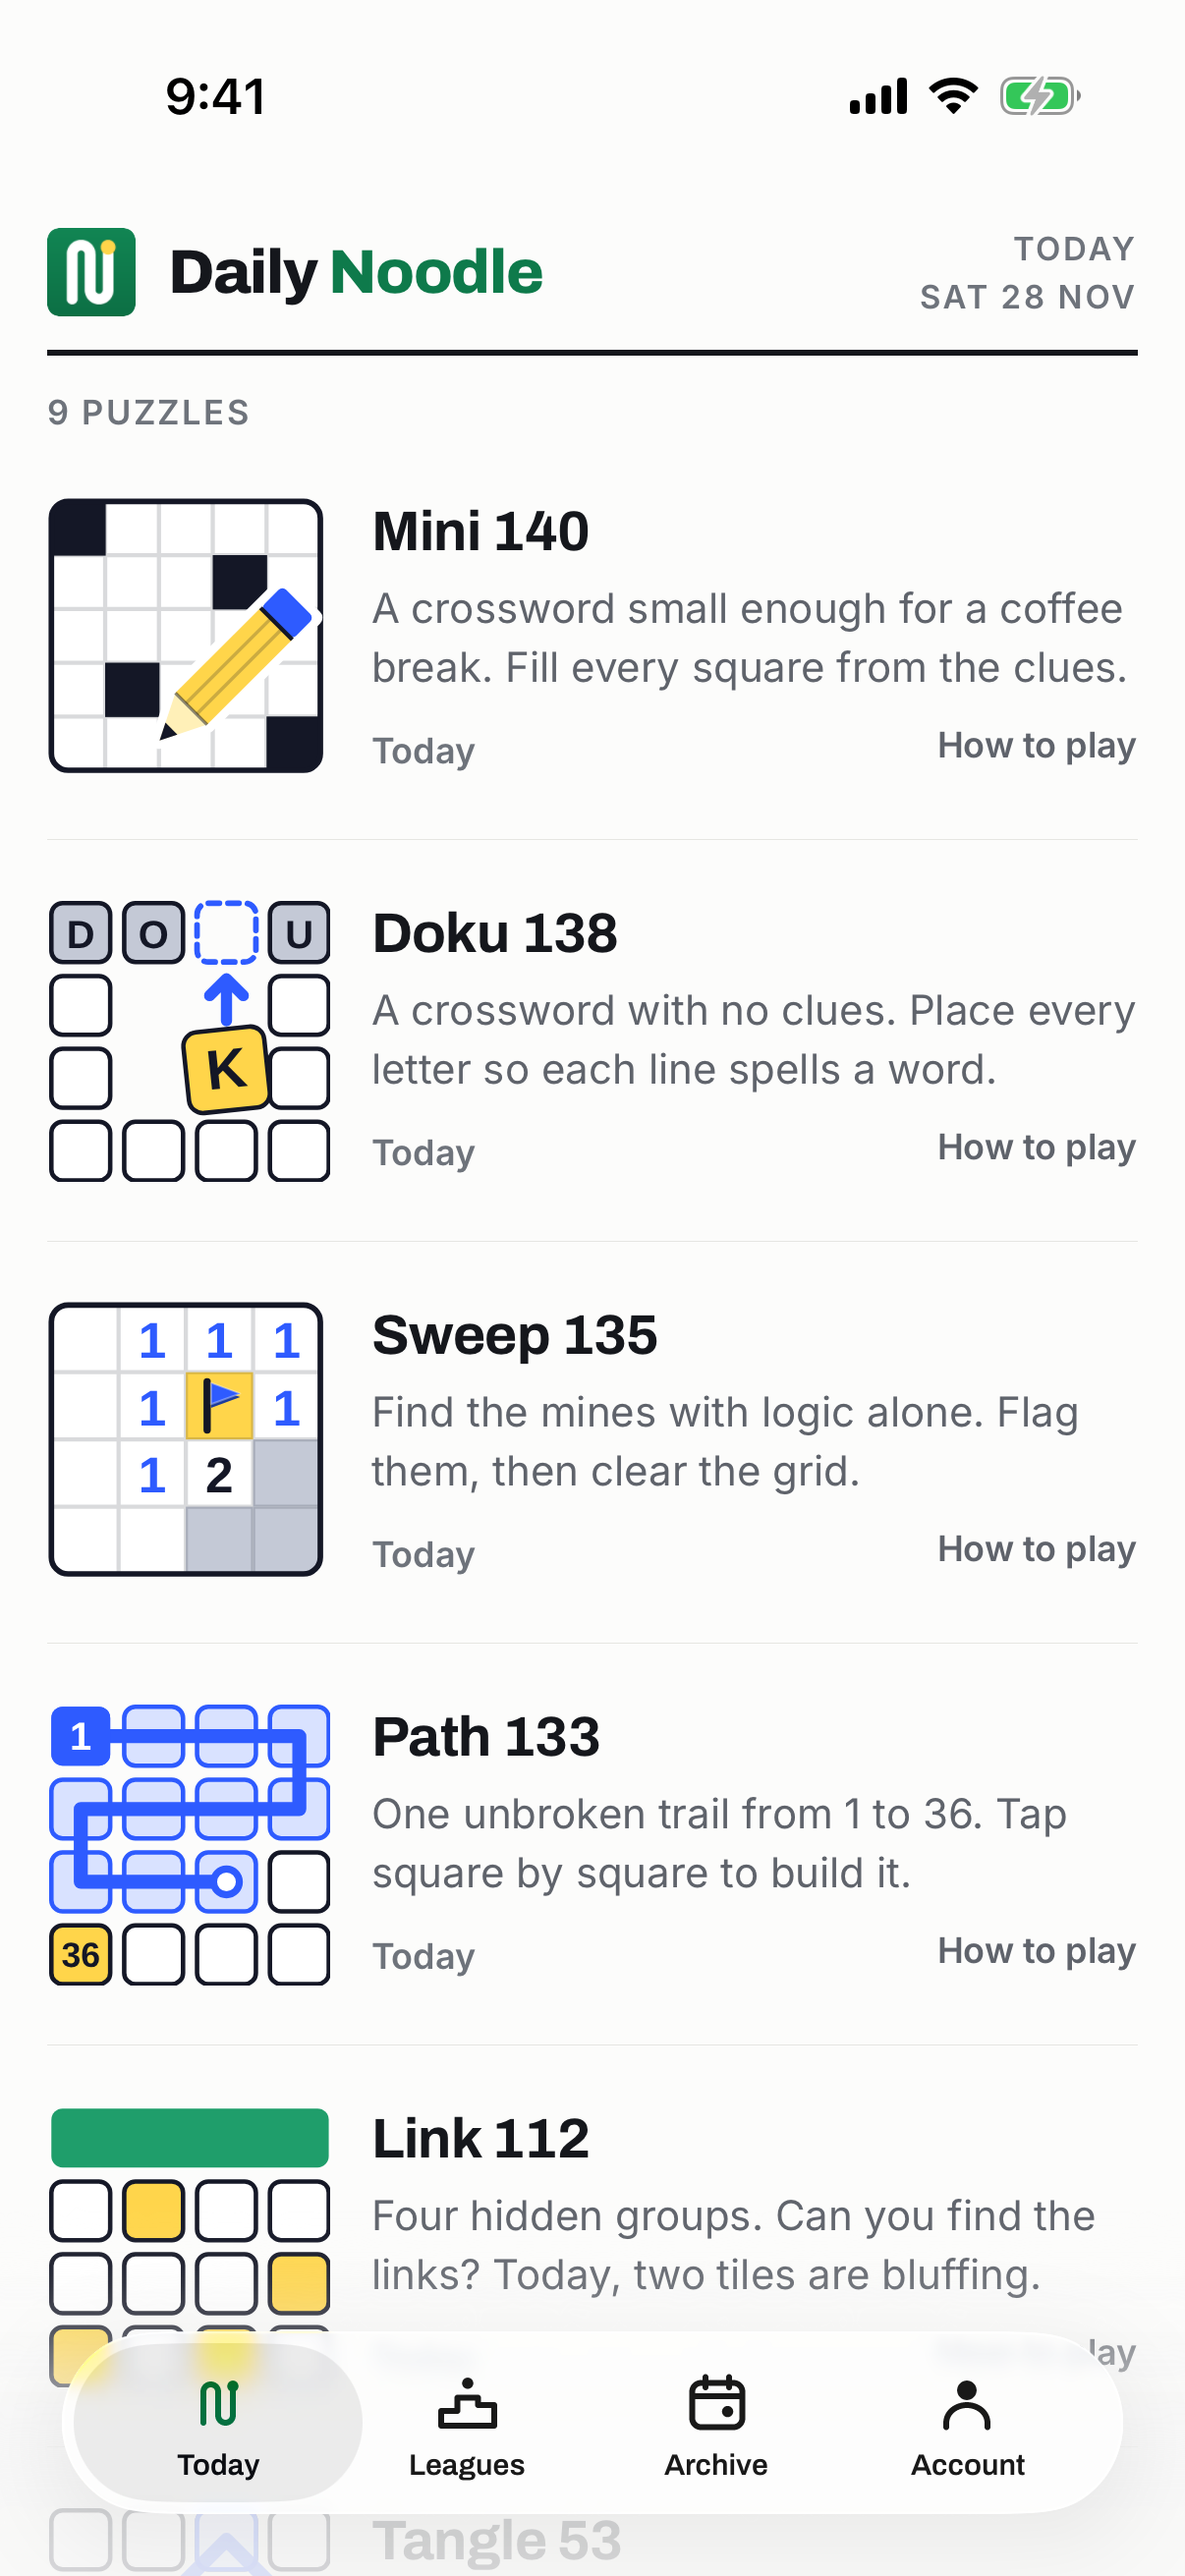 9:41
Daily Noodle
TODAY
SAT 28 NOV
9 PUZZLES
Mini 140
A crossword small enough for a coffee
break. Fill every square from the clues.
Today
How to play
D O U
K
Doku 138
A crossword with no clues. Place every
letter so each line spells a word.
Today
How to play
1 1 1
1 1
1 2
Sweep 135
Find the mines with logic alone. Flag
them, then clear the grid.
Today
How to play
1
36
Path 133
One unbroken trail from 1 to 36. Tap
square by square to build it.
Today
How to play
Link 112
Four hidden groups. Can you find the
links? Today, two tiles are bluffing.
Today
Leagues
Archive
Account
Tangle 53